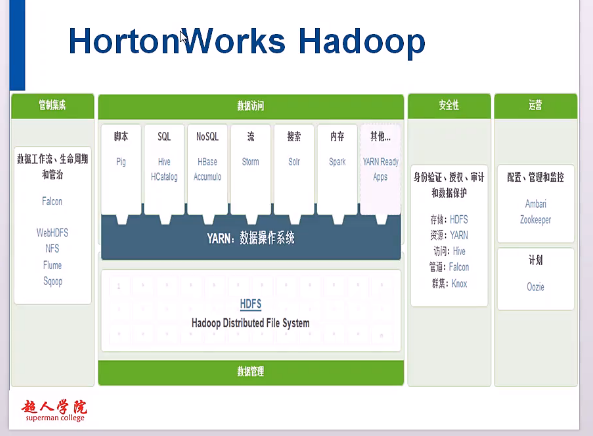 HortonWorks Hadoop
管制集成
数据工作流、生命周期
和管治
Falcon
WebHDFS
NFS
Flume
Sqoop
数据访问
脚本
Pig
SQL
Hive
HCatalog
NoSQL
HBase
Accumulo
流
Storm
搜索
Solr
内存
Spark
其他...
YARN Ready
Apps
YARN：数据操作系统
HDFS
Hadoop Distributed File System
数据管理
安全性
身份验证、授权、审计
和数据保护
存储：HDFS
资源：YARN
访问：Hive
管道：Falcon
群集：Knox
运营
配置、管理和监控
Ambari
Zookeeper
计划
Oozie
超人学院
superman college